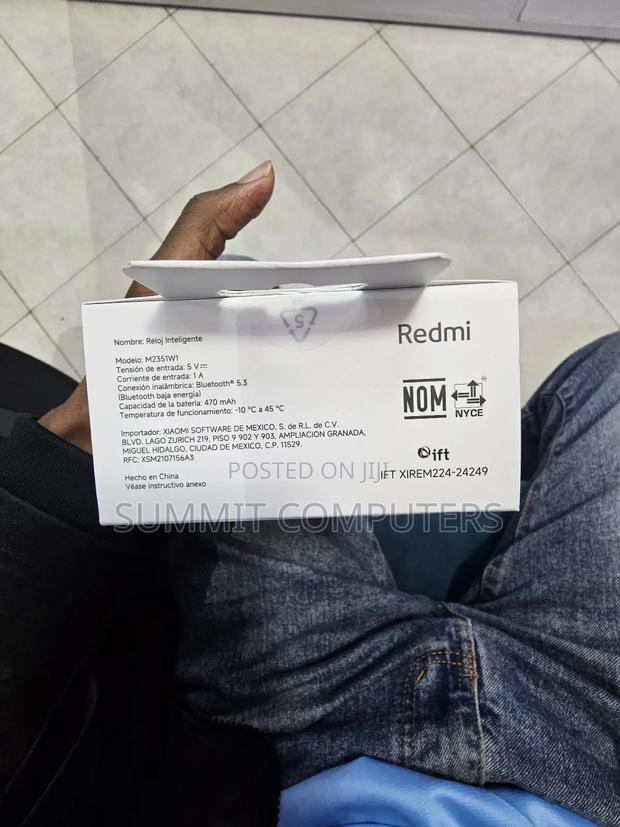 5
Nombre: Reloj Inteligente
Redmi
Modelo: M2351W1
Tensión de entrada: 5 V⎓
Corriente de entrada: 1 A
Conexión inalámbrica: Bluetooth® 5.3
(Bluetooth baja energía)
Capacidad de la batería: 470 mAh
Temperatura de funcionamiento: -10 °C a 45 °C
NOM
NYCE
Importador: XIAOMI SOFTWARE DE MEXICO, S. de R.L. de C.V.
BLVD. LAGO ZURICH 219, PISO 9 902 Y 903, AMPLIACION GRANADA,
MIGUEL HIDALGO, CIUDAD DE MEXICO, C.P. 11529.
RFC: XSM2107156A3
ift
IFT XIREM224-24249
Hecho en China
Véase instructivo anexo
POSTED ON JIJI
SUMMIT COMPUTERS